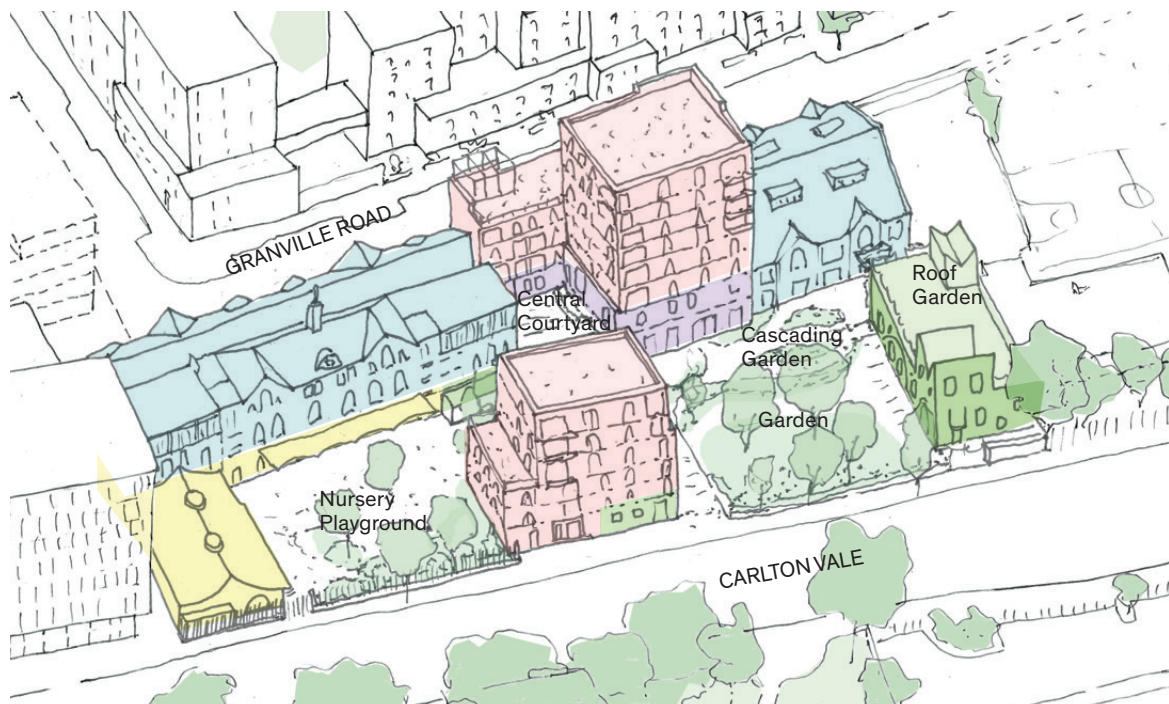 GRANVILLE ROAD
Roof
Garden
Central
Courtyard
Cascading
Garden
Garden
Nursery
Playground
CARLTON VALE